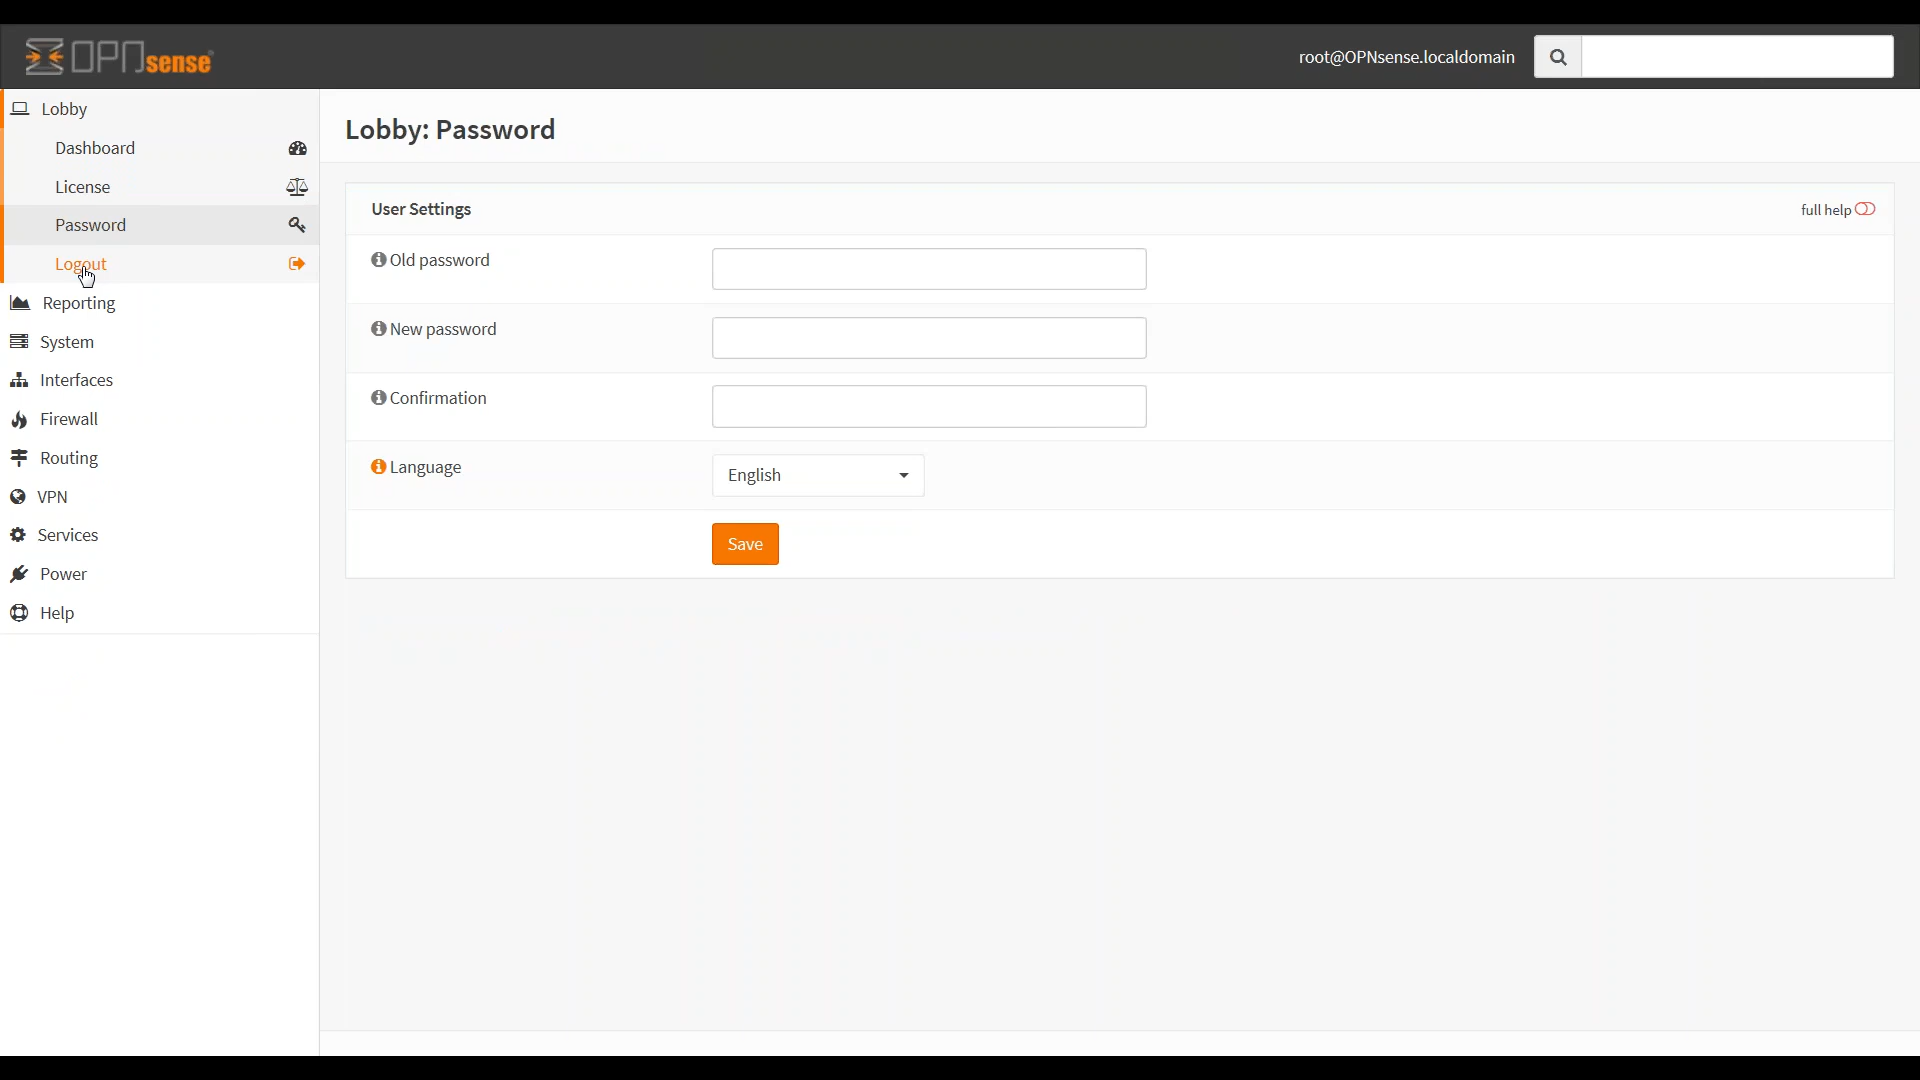 OPNsense
root@OPNsense.localdomain
Lobby
Dashboard
License
Password
Logout
Reporting
System
Interfaces
Firewall
Routing
VPN
Services
Power
Help
Lobby: Password
User Settings
full help
Old password
New password
Confirmation
Language
English
Save